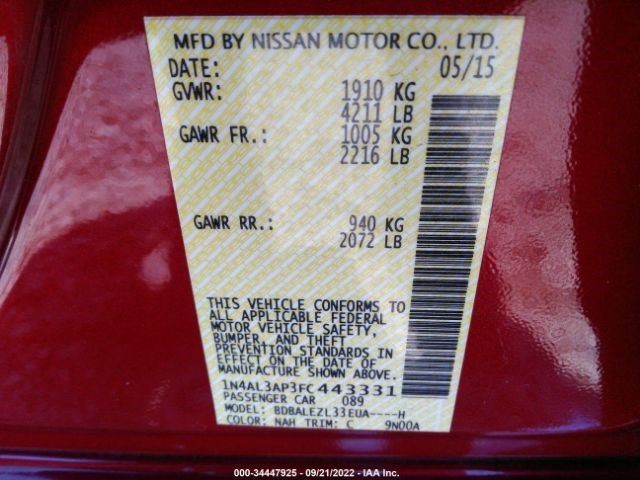 MFD BY NISSAN MOTOR CO., LTD.
DATE: 05/15
GVWR: 1910 KG
4211 LB
GAWR FR.: 1005 KG
2216 LB
GAWR RR.: 940 KG
2072 LB
THIS VEHICLE CONFORMS TO
ALL APPLICABLE FEDERAL
MOTOR VEHICLE SAFETY,
BUMPER, AND THEFT
PREVENTION STANDARDS
IN EFFECT ON THE DATE OF
MANUFACTURE SHOWN ABOVE.
1N4AL3AP3FC443331
PASSENGER CAR 089
MODEL: BDBALEZL33EUA----H
COLOR: NAH TRIM: C 9N00A
000-34447925 - 09/21/2022 - IAA Inc.